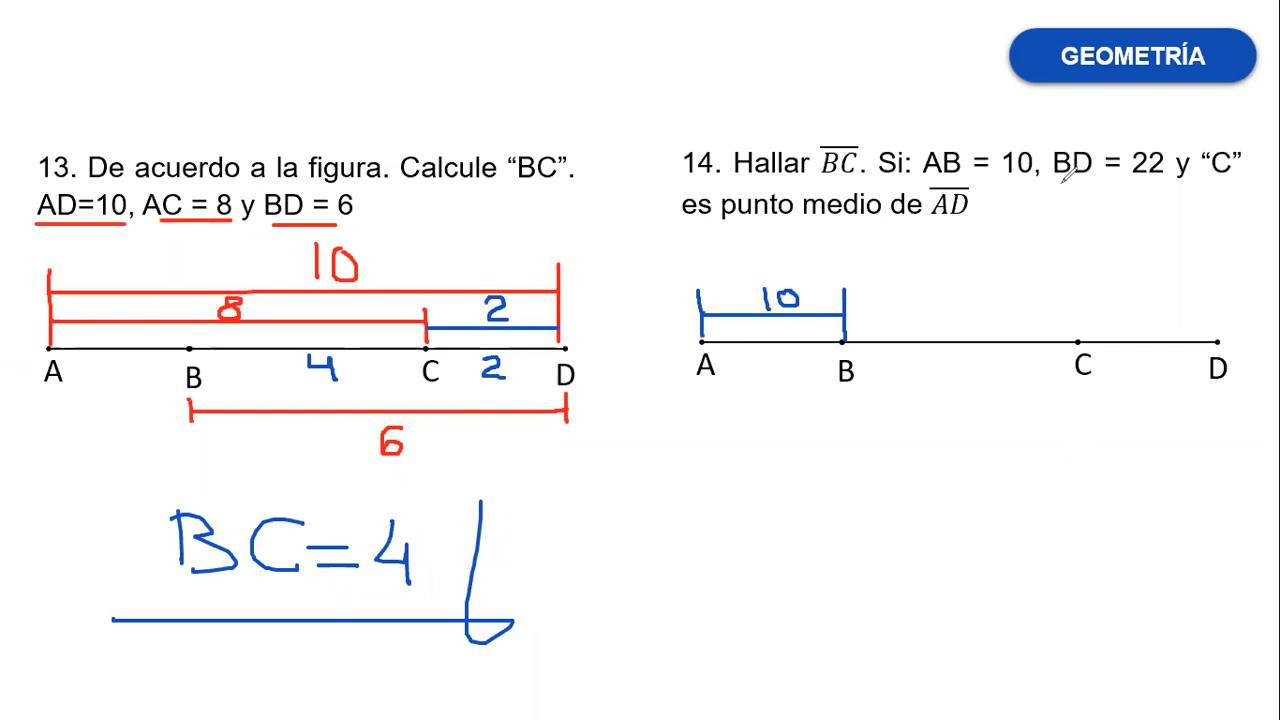 GEOMETRÍA
13. De acuerdo a la figura. Calcule “BC”.
AD=10, AC = 8 y BD = 6
10
8
2
4
2
A
B
C
D
6
BC=4
14. Hallar BC. Si: AB = 10, BD = 22 y “C”
es punto medio de AD
10
A
B
C
D